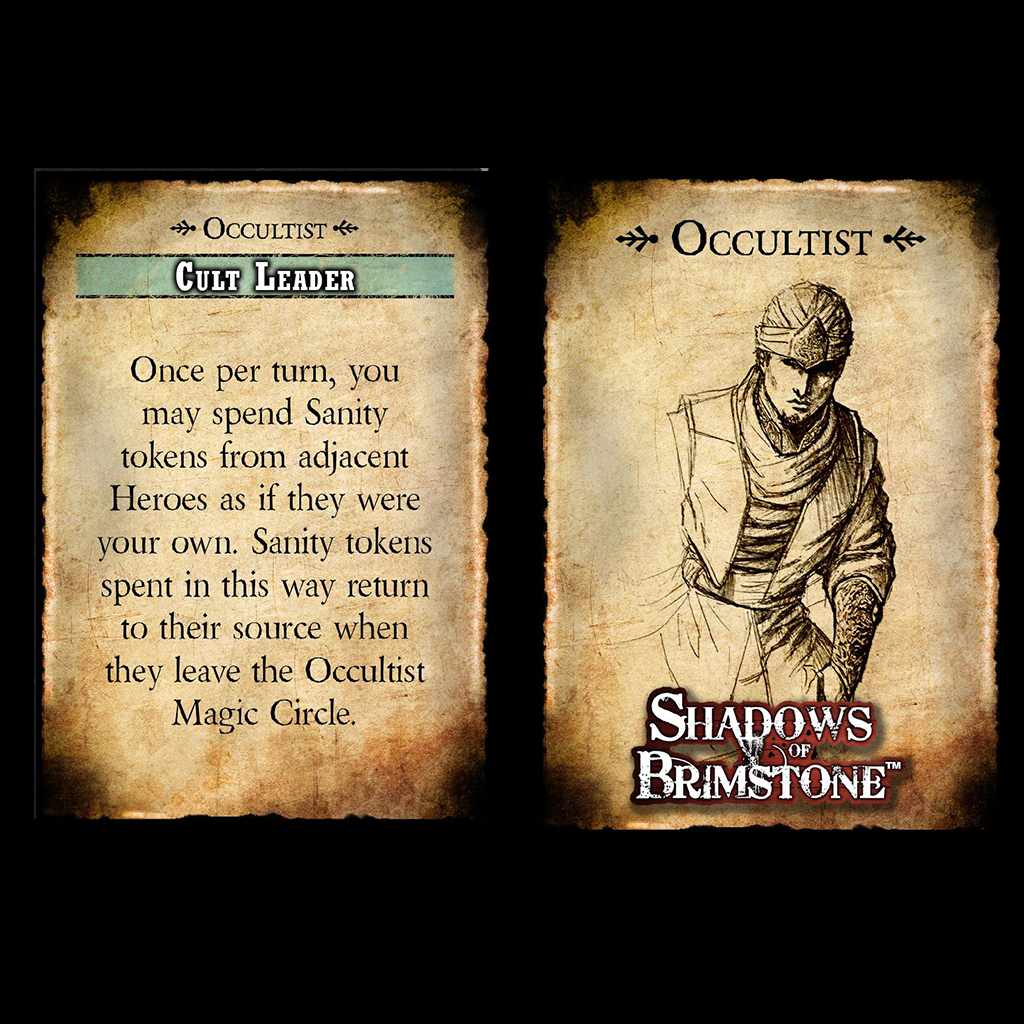 Occultist
Cult Leader
Once per turn, you
may spend Sanity
tokens from adjacent
Heroes as if they were
your own. Sanity tokens
spent in this way return
to their source when
they leave the Occultist
Magic Circle.
Occultist
Shadows
of
Brimstone™